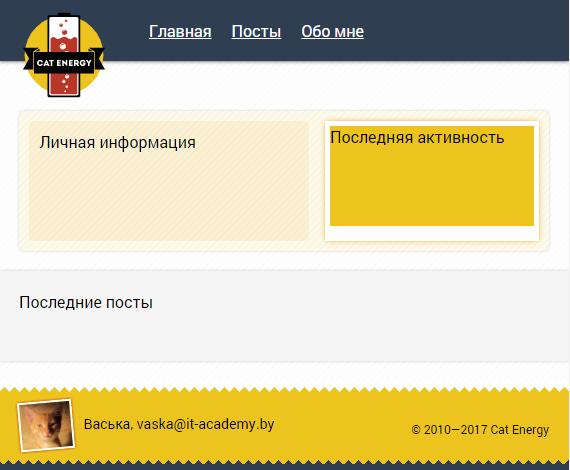 CAT ENERGY
Главная Посты Обо мне
Личная информация
Последняя активность
Последние посты
Васька, vaska@it-academy.by
© 2010—2017 Cat Energy